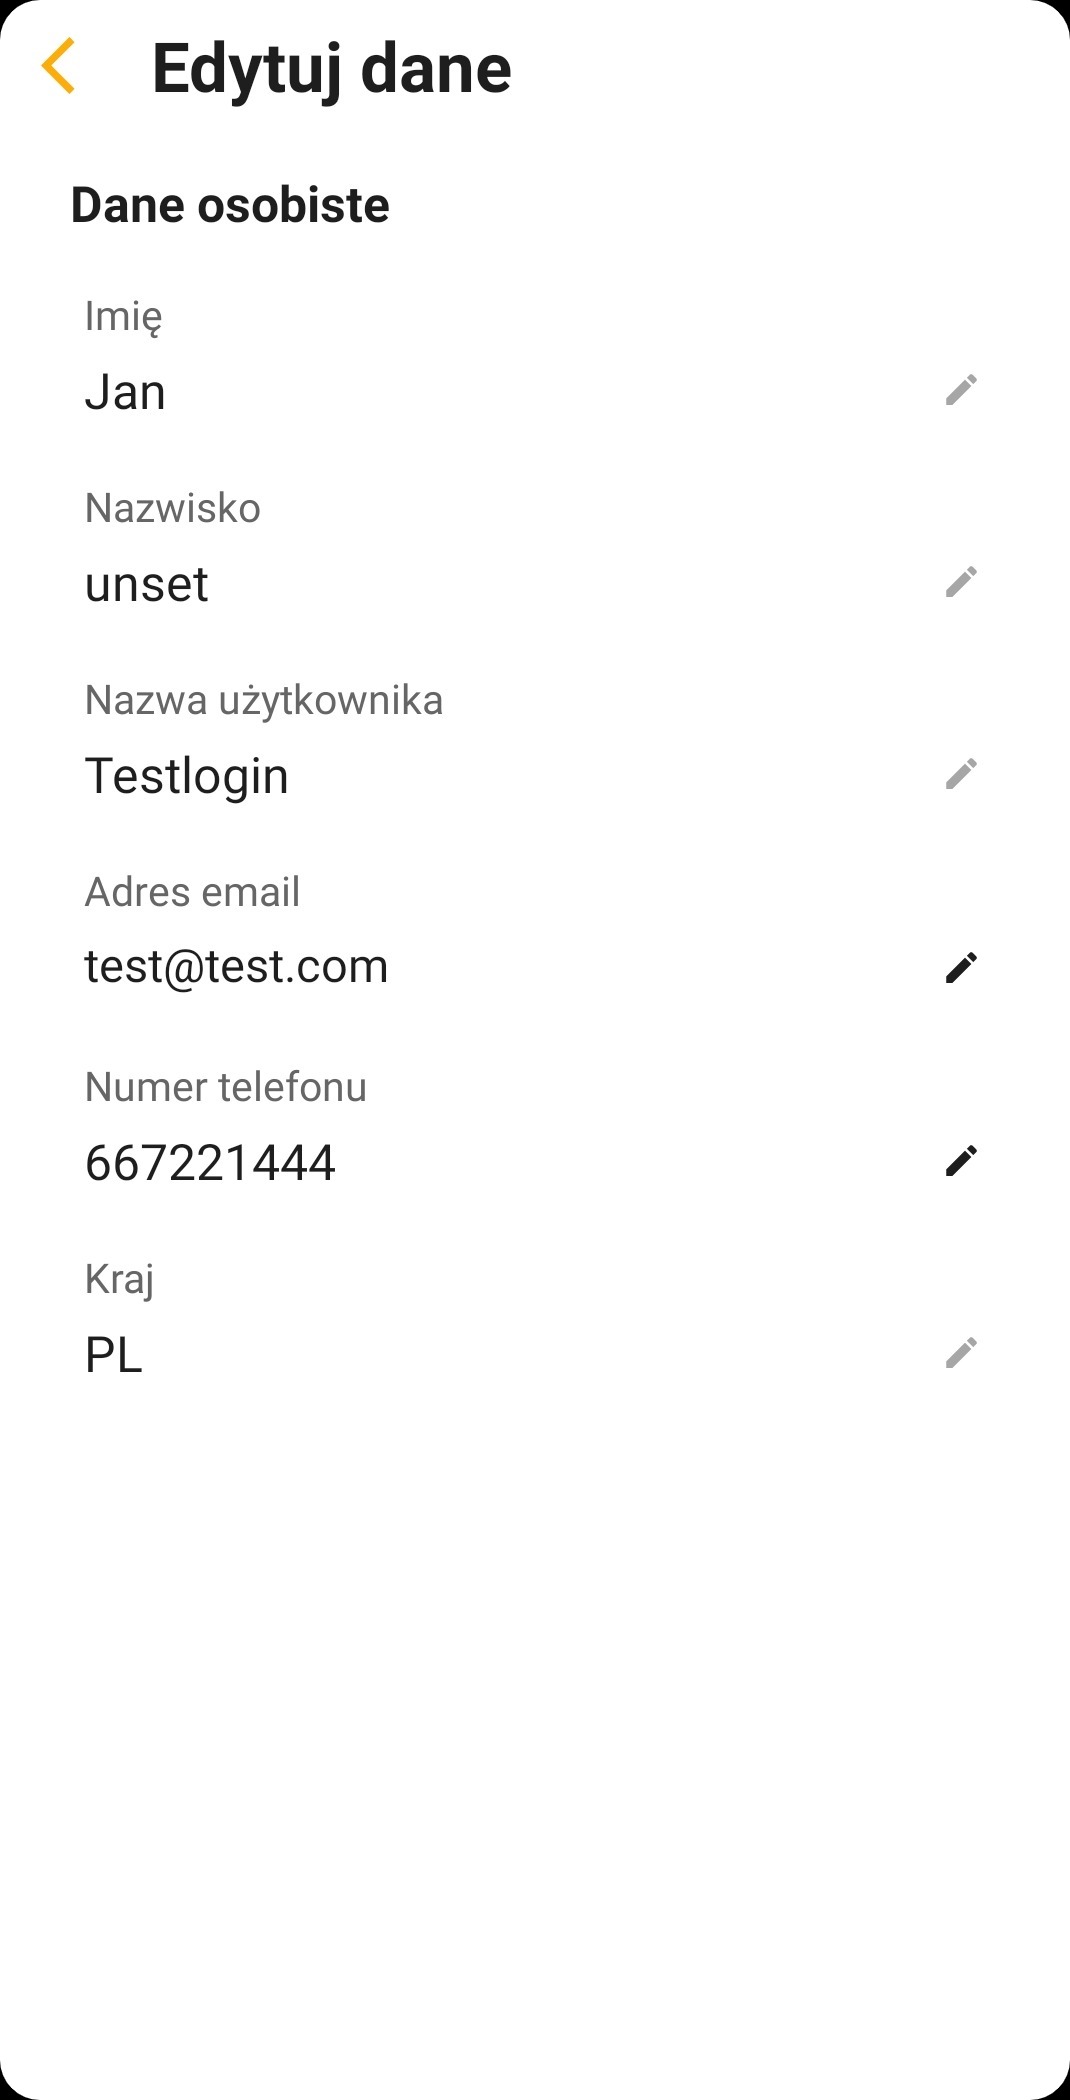 Edytuj dane
Dane osobiste
Imię
Jan
Nazwisko
unset
Nazwa użytkownika
Testlogin
Adres email
test@test.com
Numer telefonu
667221444
Kraj
PL